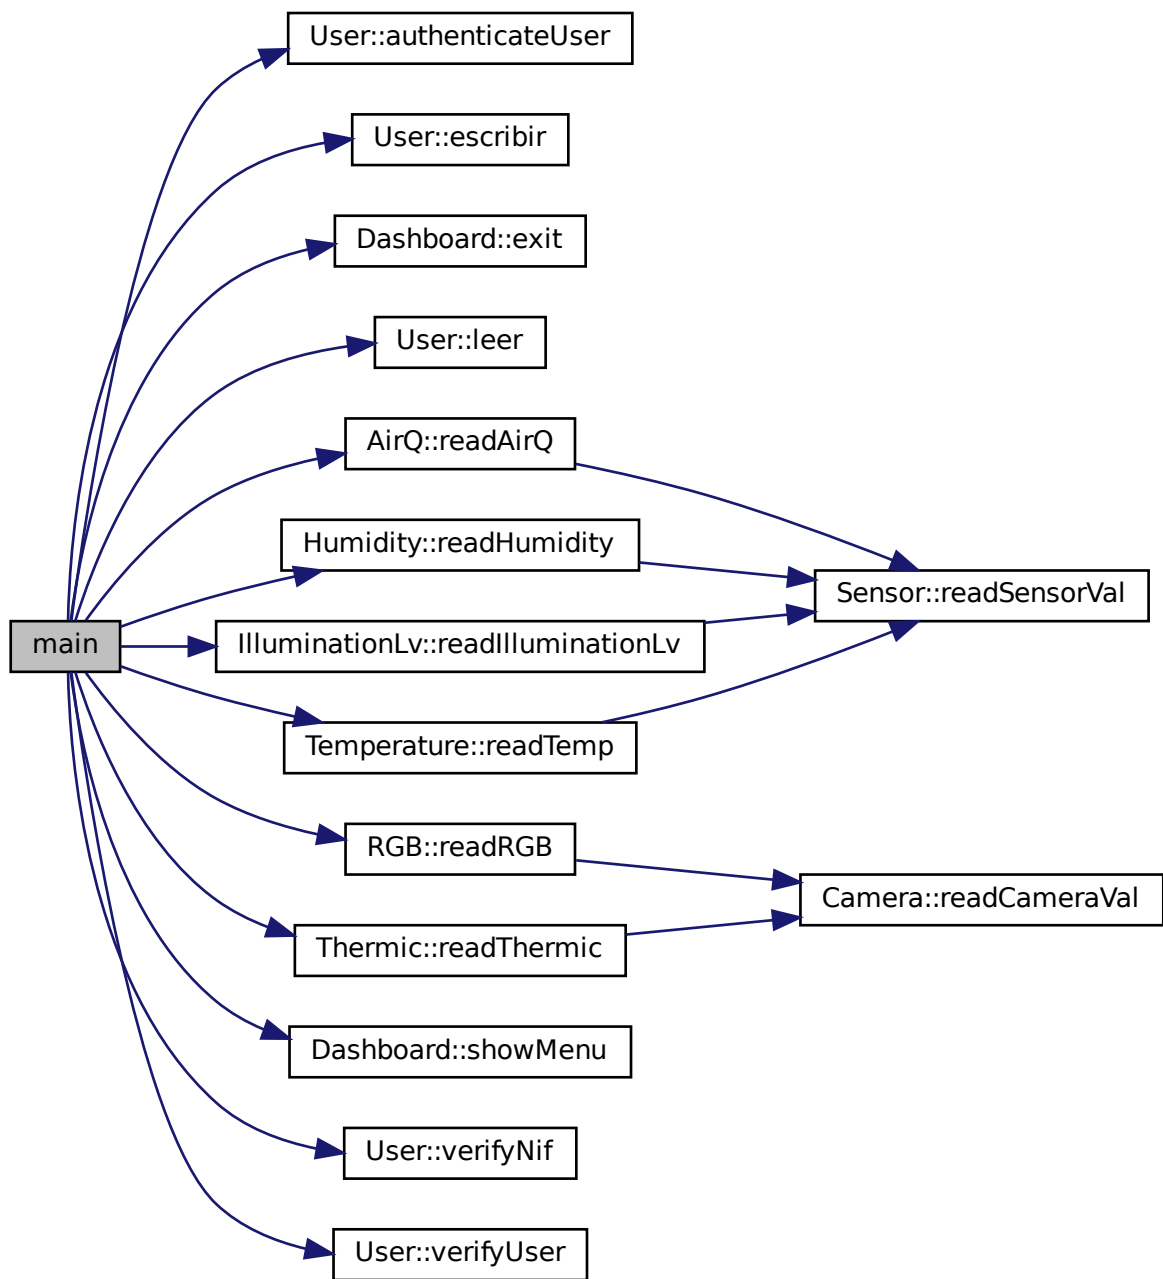 User::authenticateUser
User::escribir
Dashboard::exit
User::leer
AirQ::readAirQ
Humidity::readHumidity
Sensor::readSensorVal
main
IlluminationLv::readIlluminationLv
Temperature::readTemp
RGB::readRGB
Camera::readCameraVal
Thermic::readThermic
Dashboard::showMenu
User::verifyNif
User::verifyUser